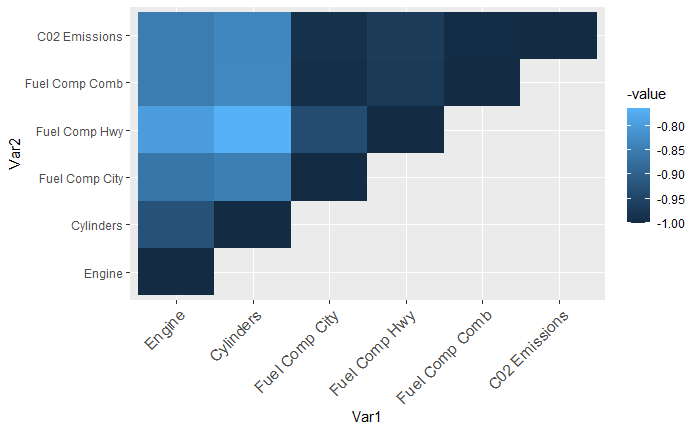 C02 Emissions
Fuel Comp Comb
Fuel Comp Hwy
Fuel Comp City
Cylinders
Engine
Var2
Engine
Cylinders
Fuel Comp City
Fuel Comp Hwy
Fuel Comp Comb
C02 Emissions
Var1
-value
-0.80
-0.85
-0.90
-0.95
-1.00